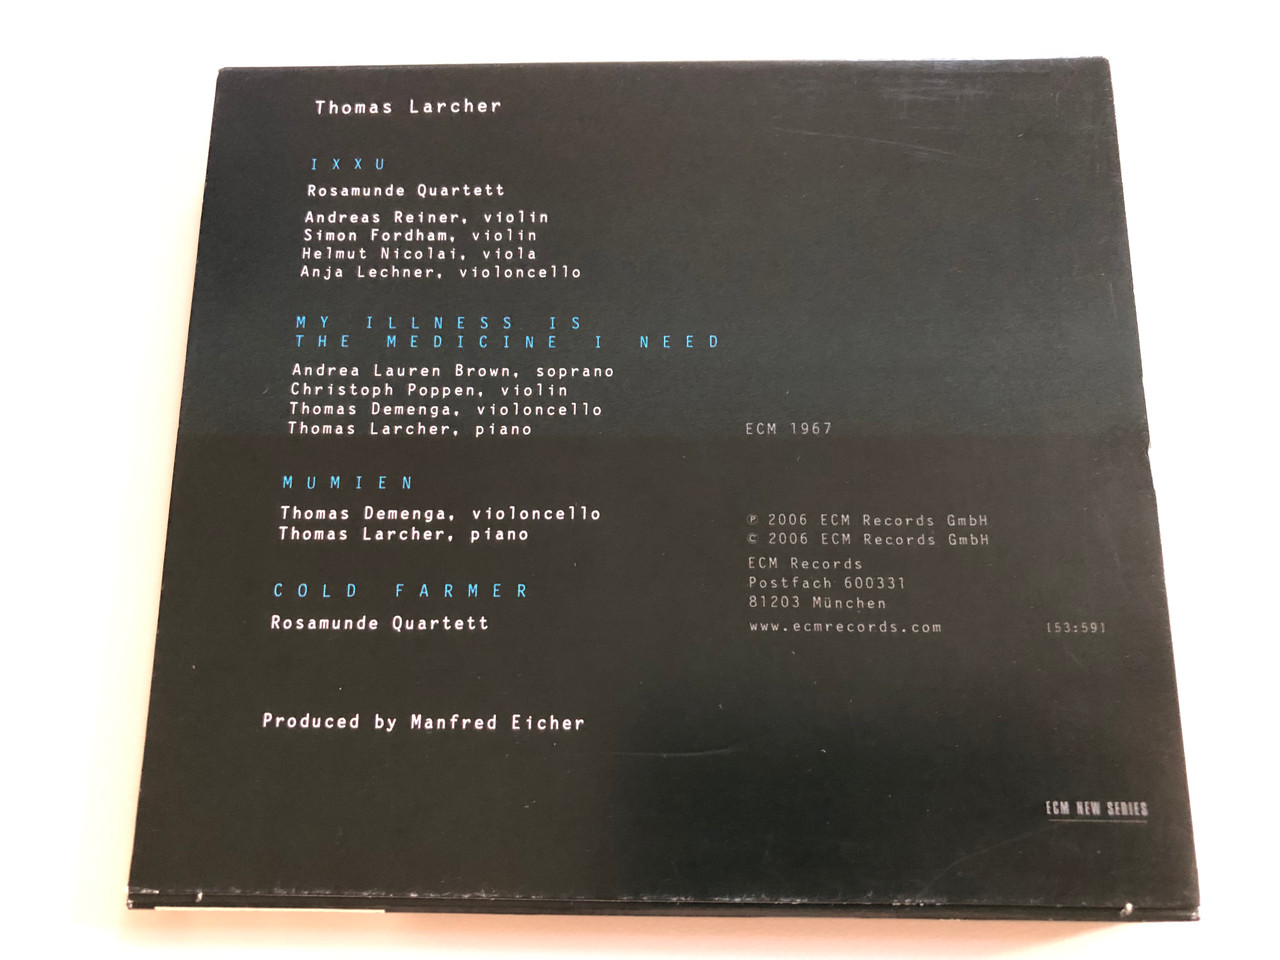 Thomas Larcher
IXXU
Rosamunde Quartett
Andreas Reiner, violin
Simon Fordham, violin
Helmut Nicolai, viola
Anja Lechner, violoncello
MY ILLNESS IS
THE MEDICINE I NEED
Andrea Lauren Brown, soprano
Christoph Poppen, violin
Thomas Demenga, violoncello
Thomas Larcher, piano
MUMIEN
Thomas Demenga, violoncello
Thomas Larcher, piano
COLD FARMER
Rosamunde Quartett
Produced by Manfred Eicher
ECM 1967
℗ 2006 ECM Records GmbH
© 2006 ECM Records GmbH
ECM Records
Postfach 600331
81203 München
www.ecmrecords.com
[53:59]
ECM NEW SERIES